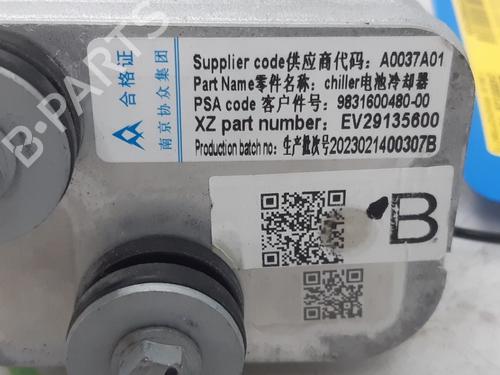 合格证
南京协众集团
Supplier code供应商代码: A0037A01
Part Name零件名称: chiller电池冷却器
PSA code 客户件号: 9831600480-00
XZ part number: EV29135600
Production batch no: 生产批次号2023021400307B
B
B-Parts